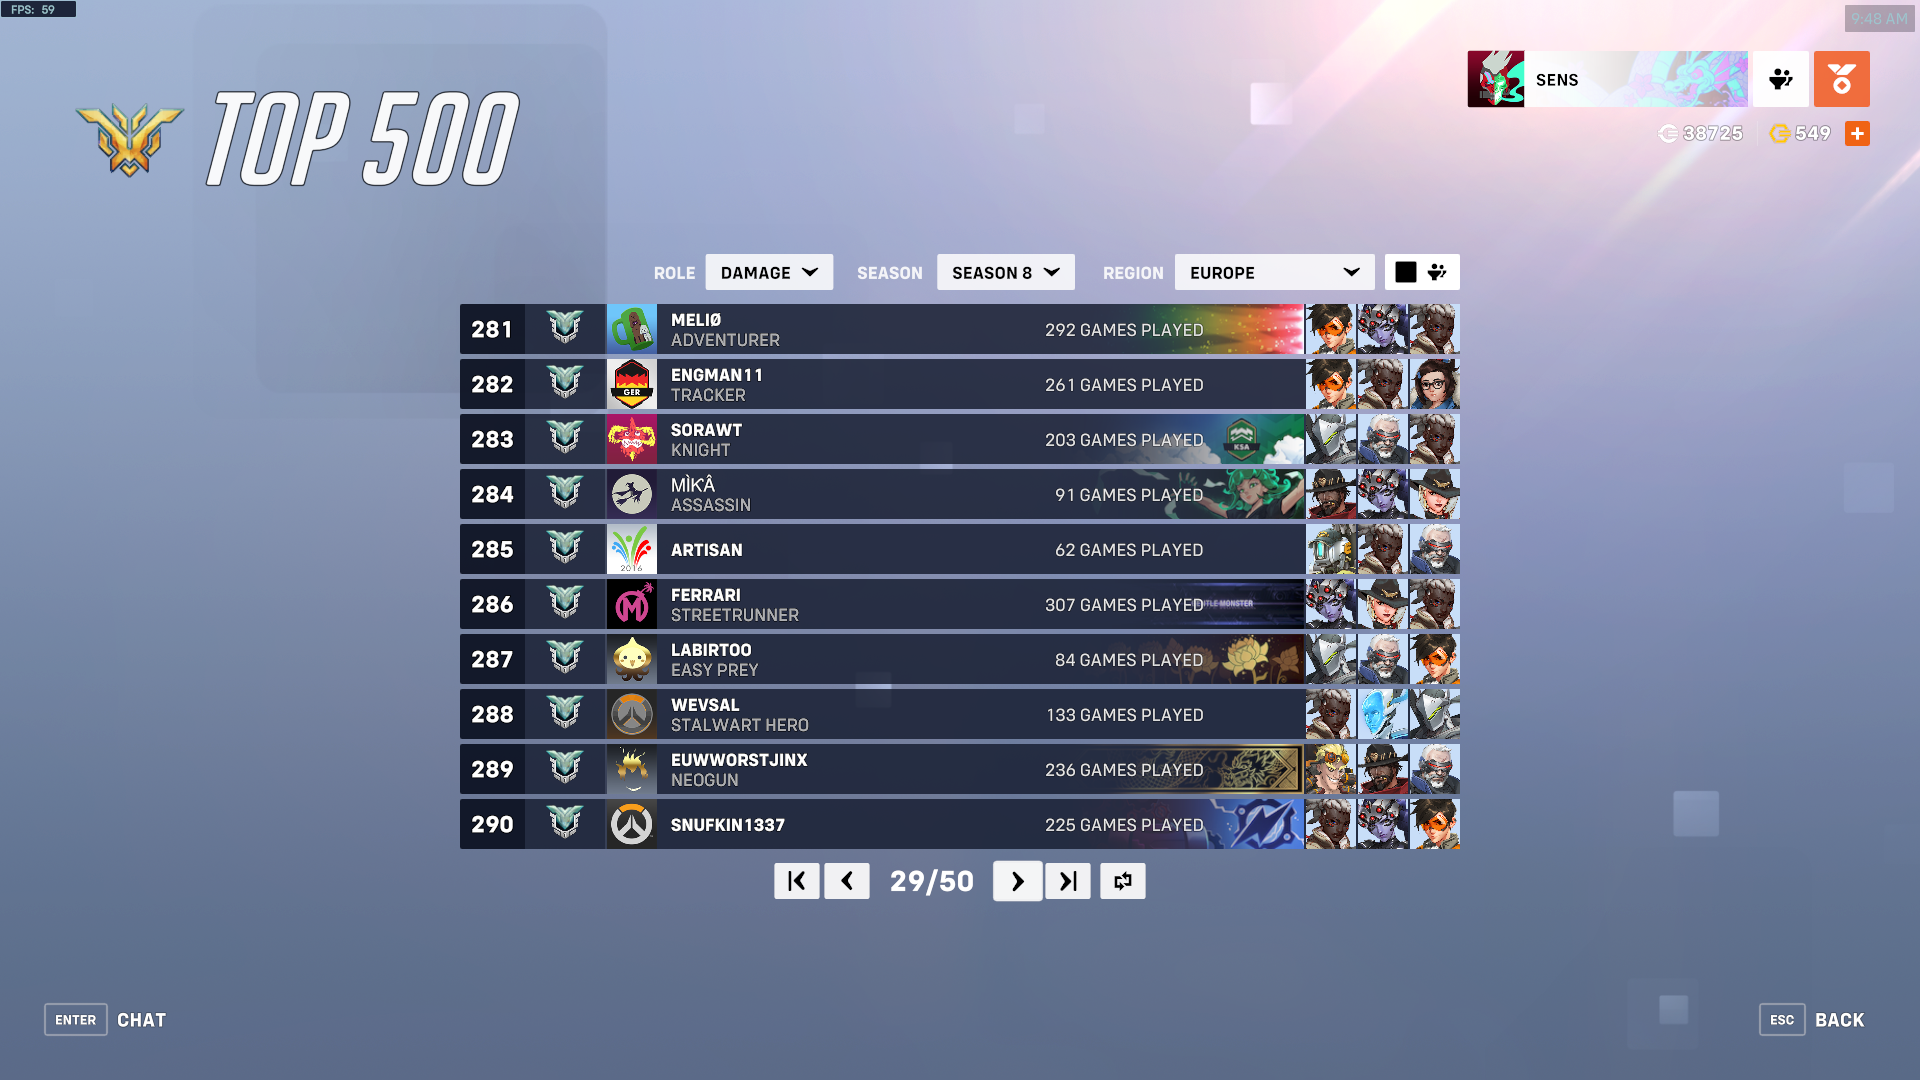 FPS: 59
9:48 AM
TOP 500
SENS
38725
549
ROLE DAMAGE SEASON SEASON 8 REGION EUROPE
281 MELIØ 292 GAMES PLAYED
ADVENTURER
282 ENGMAN11 261 GAMES PLAYED
GER
TRACKER
283 SORAWT 203 GAMES PLAYED
KSA
KNIGHT
284 MÌKÂ 91 GAMES PLAYED
ASSASSIN
285 ARTISAN 62 GAMES PLAYED
2016
286 FERRARI 307 GAMES PLAYED
STREETRUNNER
287 LABIRTOO 84 GAMES PLAYED
EASY PREY
288 WEVSAL 133 GAMES PLAYED
STALWART HERO
289 EUWWORSTJINX 236 GAMES PLAYED
NEOGUN
290 SNUFKIN1337 225 GAMES PLAYED
29/50
ENTER CHAT
ESC BACK